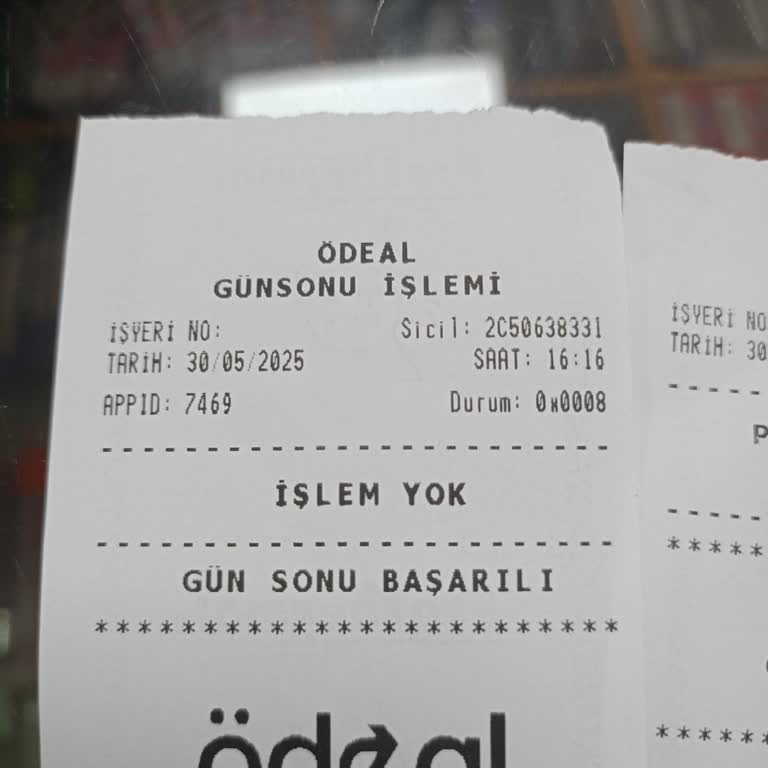 ÖDEAL
GÜNSONU İŞLEMİ
İŞYERİ NO: Sicil: 2C50638331
TARİH: 30/05/2025 SAAT: 16:16
APPID: 7469 Durum: 0x0008
- - - - - - - - - - - - - - - - - - - - - - - -
İŞLEM YOK
- - - - - - - - - - - - - - - - - - - - - - - -
GÜN SONU BAŞARILI
* * * * * * * * * * * * * * * * * * * * * * * * *
ödeal
İŞYERİ NO
TARİH: 30
- - - - -
P
- - - - -
* * * * *
* * * * * *